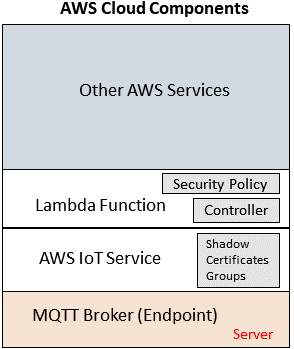 AWS Cloud Components
Other AWS Services
Security Policy
Lambda Function
Controller
AWS IoT Service
Shadow
Certificates
Groups
MQTT Broker (Endpoint)
Server